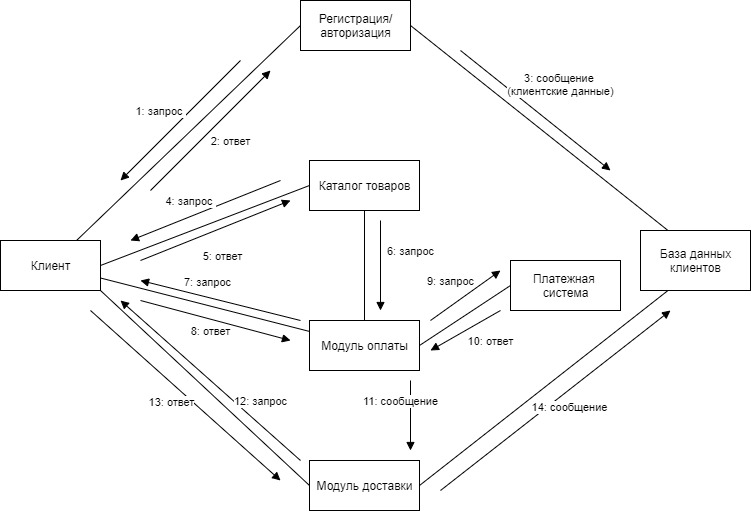 Регистрация/
авторизация
3: сообщение
(клиентские данные)
1: запрос
2: ответ
Каталог товаров
4: запрос
5: ответ
6: запрос
База данных
клиентов
Клиент
7: запрос
9: запрос
Платежная
система
8: ответ
Модуль оплаты
10: ответ
13: ответ
12: запрос
11: сообщение
14: сообщение
Модуль доставки